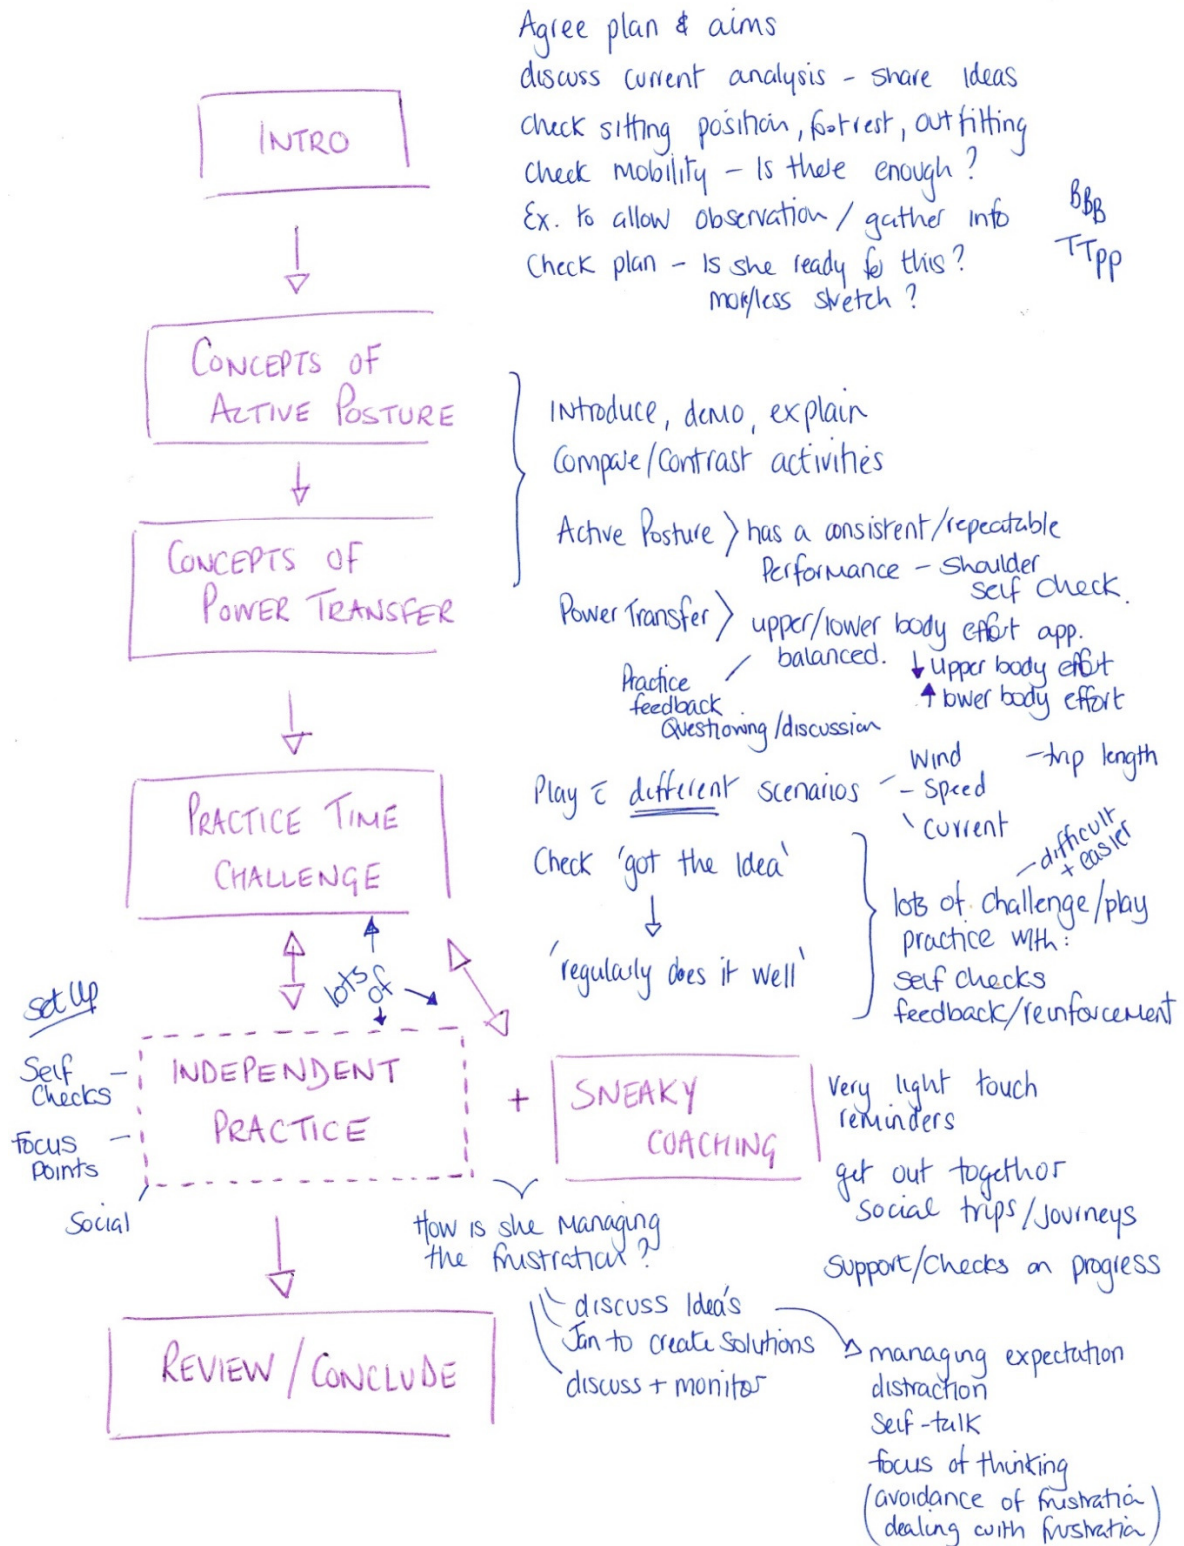 Agree plan & aims
discuss current analysis - share Ideas
check sitting position, footrest, outfitting
Check mobility - Is there enough?
Ex. to allow observation / gather info
Check plan - Is she ready for this?
more/less stretch?
BBB
TTPP
INTRO
CONCEPTS OF
ACTIVE POSTURE
CONCEPTS OF
POWER TRANSFER
Introduce, demo, explain
Compare/Contrast activities
Active Posture > has a consistent/repeatable
Performance - shoulder
self check.
Power Transfer > upper/lower body effort app.
balanced.
↓ upper body effort
↑ lower body effort
Practice
feedback
Questioning/discussion
PRACTICE TIME
CHALLENGE
Play c̄ different scenarios
Wind
- Speed
Current
- trip length
Check 'got the Idea'
↓
'regularly does it well'
- difficult
+ easier
lots of challenge/play
practice with:
self checks
feedback/reinforcement
lots
of
set up
Self
Checks -
focus
Points -
Social
INDEPENDENT
PRACTICE
+
SNEAKY
COACHING
Very light touch
reminders
get out together
social trips/Journeys
Support/Checks on progress
How is she Managing
the frustration?
discuss Idea's
Jan to create Solutions
discuss + monitor
managing expectation
distraction
Self-talk
focus of thinking
(avoidance of frustration)
(dealing with frustration)
REVIEW / CONCLUDE